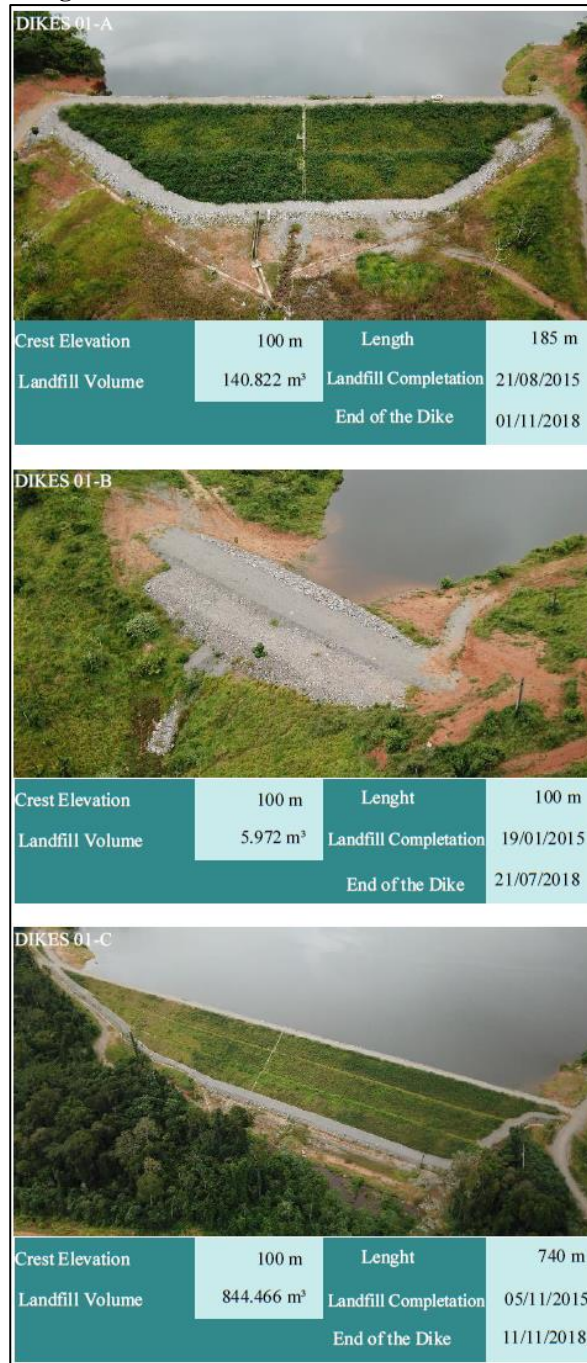 DIKES 01-A
Crest Elevation 100 m Length 185 m
Landfill Volume 140.822 m³ Landfill Completion 21/08/2015
End of the Dike 01/11/2018
DIKES 01-B
Crest Elevation 100 m Lenght 100 m
Landfill Volume 5.972 m³ Landfill Completion 19/01/2015
End of the Dike 21/07/2018
DIKES 01-C
Crest Elevation 100 m Lenght 740 m
Landfill Volume 844.466 m³ Landfill Completion 05/11/2015
End of the Dike 11/11/2018